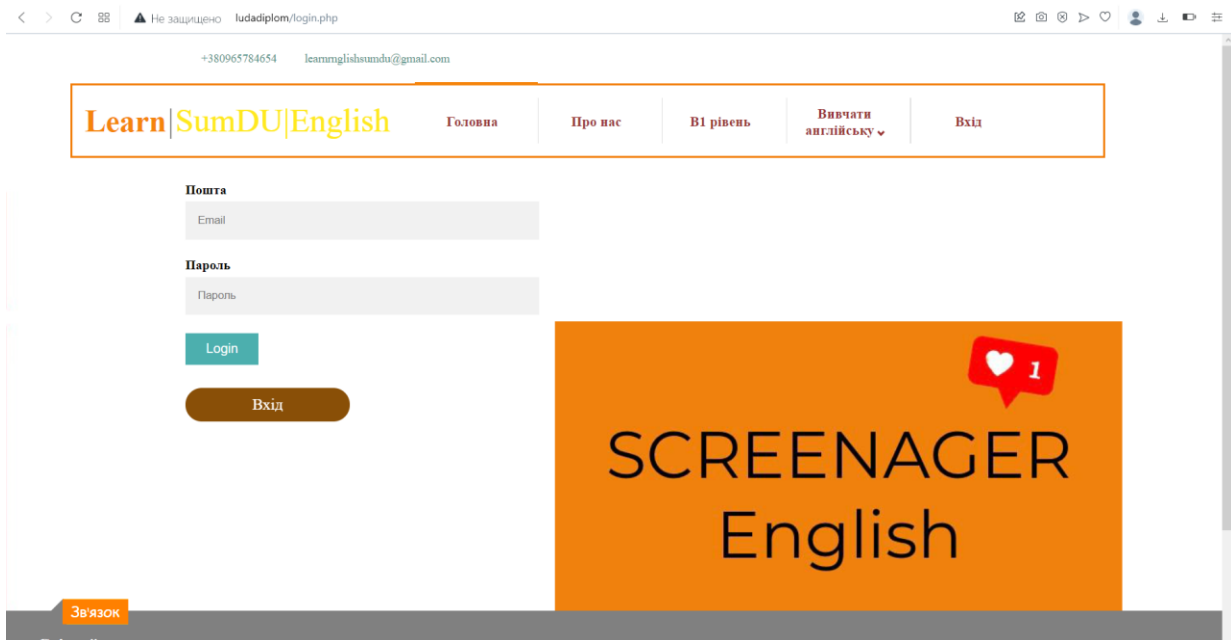 Не защищено ludadiplom/login.php
+380965784654 learnrnglishsumdu@gmail.com
Learn|SumDU|English
Головна
Про нас
B1 рівень
Вивчати
англійську
Вхід
Пошта
Email
Пароль
Пароль
Login
Вхід
1
SCREENAGER
English
Зв'язок